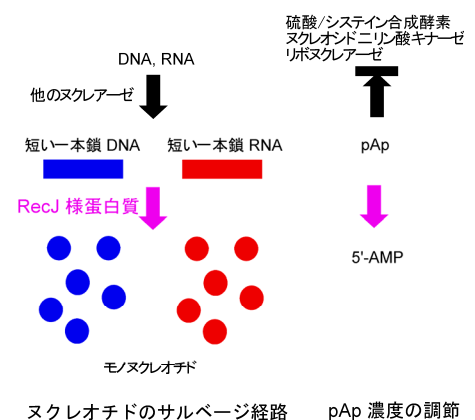 硫酸/システイン合成酵素
ヌクレオシド二リン酸キナーゼ
リボヌクレアーゼ
DNA, RNA
他のヌクレアーゼ
短い一本鎖 DNA
短い一本鎖 RNA
pAp
RecJ 様蛋白質
5'-AMP
モノヌクレオチド
ヌクレオチドのサルベージ経路
pAp 濃度の調節